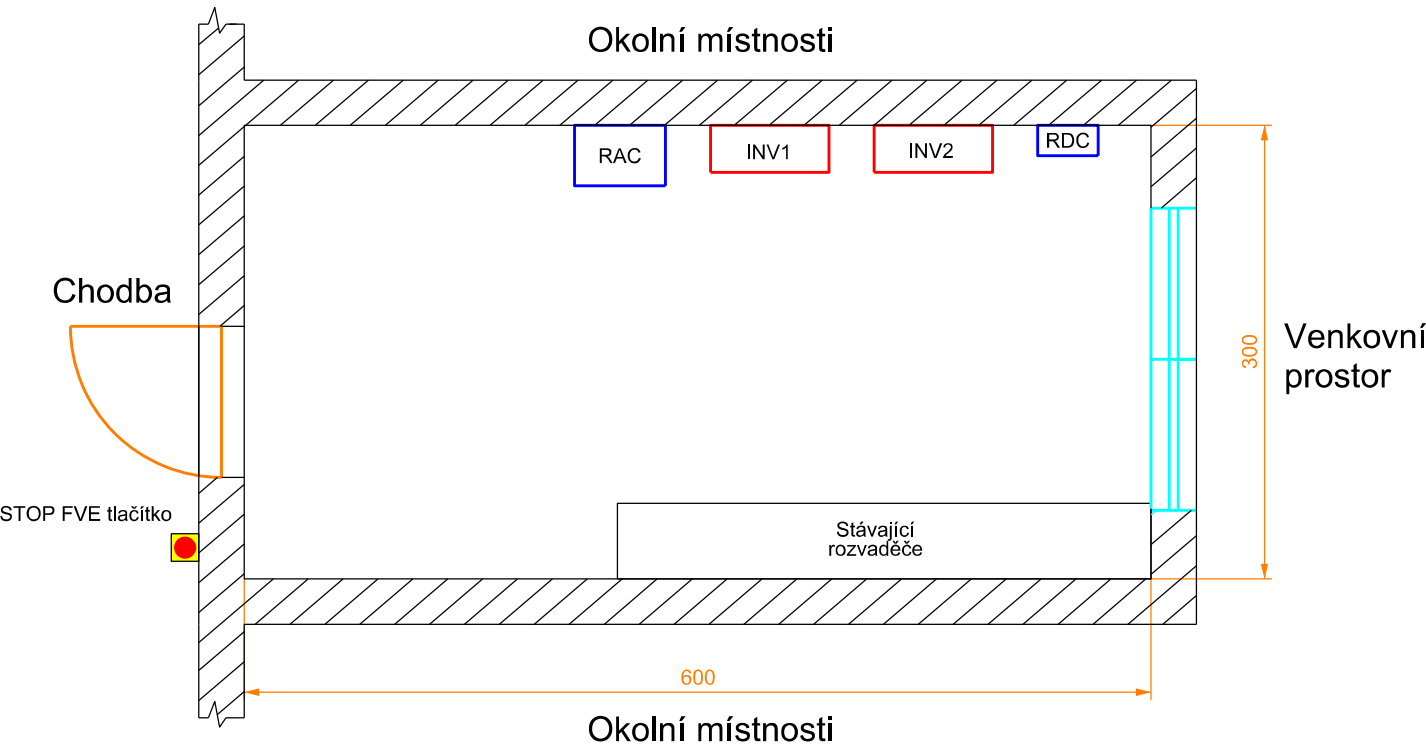 Okolní místnosti
RAC
INV1
INV2
RDC
Chodba
300
Venkovní
prostor
STOP FVE tlačítko
Stávající
rozvaděče
600
Okolní místnosti